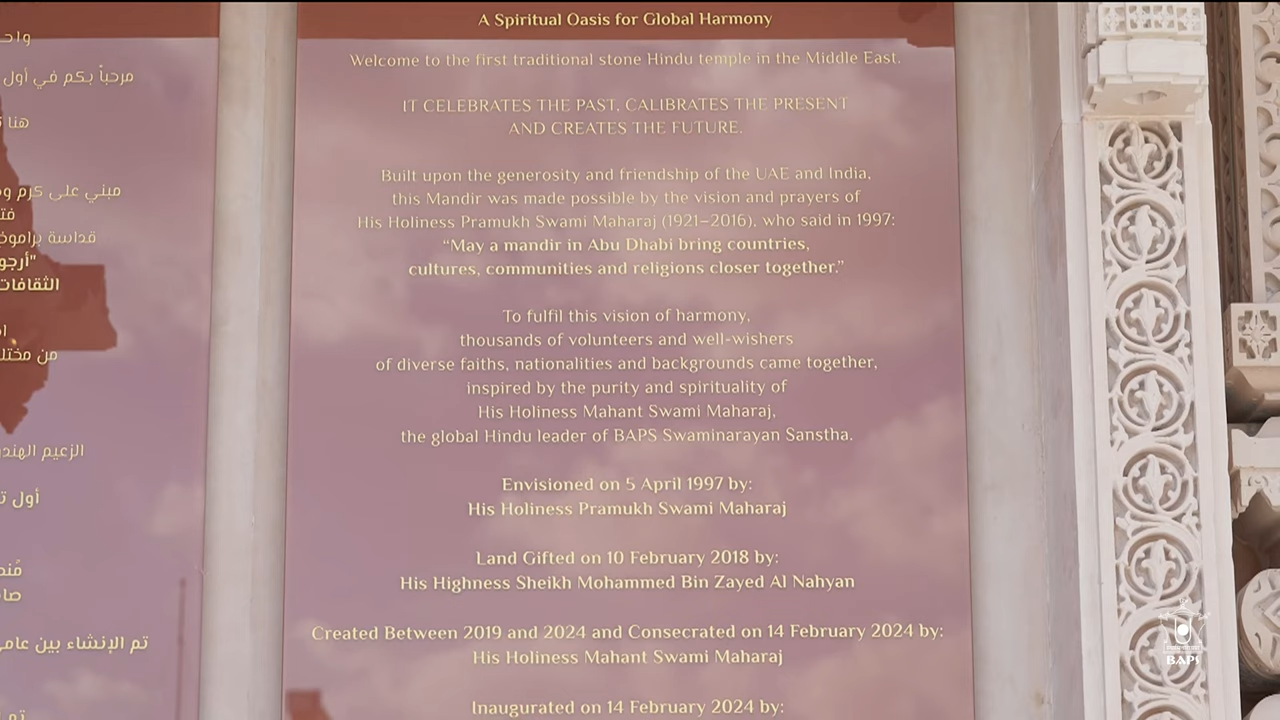 واحـ
مرحباً بكم في أول
هنا
مبني على كرم
قداسة
"أرجو
الثقافات
من
الزعيم
أول
تم الإنشاء بين
تم
A Spiritual Oasis for Global Harmony
Welcome to the first traditional stone Hindu temple in the Middle East.
IT CELEBRATES THE PAST, CALIBRATES THE PRESENT
AND CREATES THE FUTURE.
Built upon the generosity and friendship of the UAE and India,
this Mandir was made possible by the vision and prayers of
His Holiness Pramukh Swami Maharaj (1921–2016), who said in 1997:
“May a mandir in Abu Dhabi bring countries,
cultures, communities and religions closer together.”
To fulfil this vision of harmony,
thousands of volunteers and well-wishers
of diverse faiths, nationalities and backgrounds came together,
inspired by the purity and spirituality of
His Holiness Mahant Swami Maharaj,
the global Hindu leader of BAPS Swaminarayan Sanstha.
Envisioned on 5 April 1997 by:
His Holiness Pramukh Swami Maharaj
Land Gifted on 10 February 2018 by:
His Highness Sheikh Mohammed Bin Zayed Al Nahyan
Created Between 2019 and 2024 and Consecrated on 14 February 2024 by:
His Holiness Mahant Swami Maharaj
Inaugurated on 14 February 2024 by:
BAPS